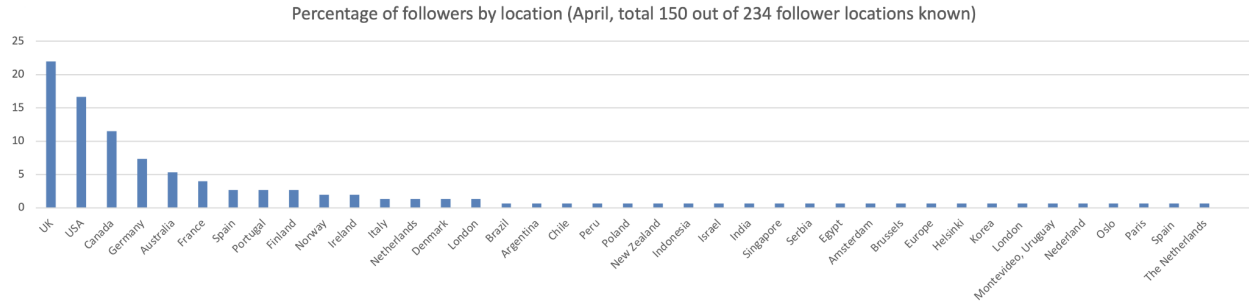 Percentage of followers by location (April, total 150 out of 234 follower locations known)
25
20
15
10
5
0
UK
USA
Canada
Germany
Australia
France
Spain
Portugal
Finland
Norway
Ireland
Italy
Netherlands
Denmark
London
Brazil
Argentina
Chile
Peru
Poland
New Zealand
Indonesia
Israel
India
Singapore
Serbia
Egypt
Amsterdam
Brussels
Europe
Helsinki
Korea
London
Montevideo, Uruguay
Nederland
Oslo
Paris
Spain
The Netherlands